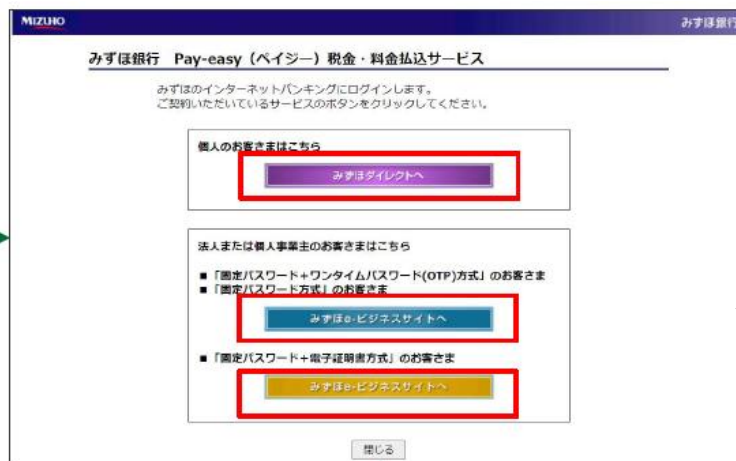 MIZUHO
みずほ銀行
みずほ銀行 Pay-easy（ペイジー）税金・料金払込サービス
みずほのインターネットバンキングにログインします。
ご契約いただいているサービスのボタンをクリックしてください。
個人のお客さまはこちら
みずほダイレクトへ
法人または個人事業主のお客さまはこちら
■「固定パスワード+ワンタイムパスワード(OTP)方式」のお客さま
■「固定パスワード方式」のお客さま
みずほe-ビジネスサイトへ
■「固定パスワード+電子証明書方式」のお客さま
みずほe-ビジネスサイトへ
閉じる